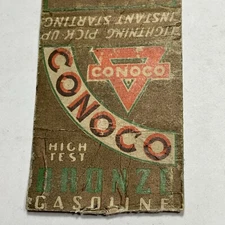 INSTANT STARTING
LIGHTNING PICK UP
CONOCO
CONOCO
HIGH
TEST
BRONZE
GASOLINE